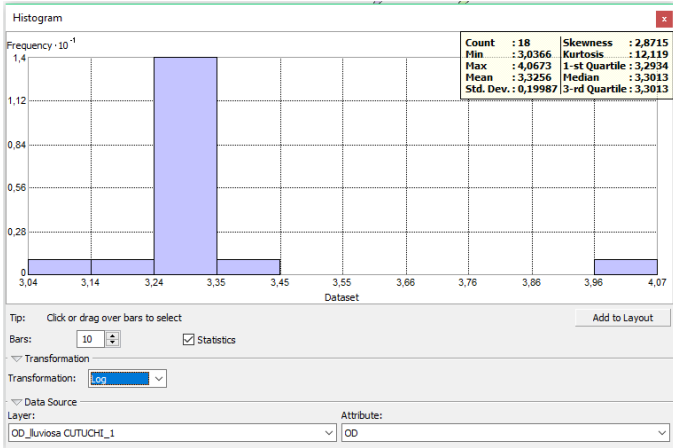 Histogram
x
Frequency · 10 -1
1,4
1,12
0,84
0,56
0,28
0
3,04 3,14 3,24 3,35 3,45 3,55 3,66 3,76 3,86 3,96 4,07
Dataset
Count : 18 Skewness : 2,8715
Min : 3,0366 Kurtosis : 12,119
Max : 4,0673 1-st Quartile : 3,2934
Mean : 3,3256 Median : 3,3013
Std. Dev. : 0,19987 3-rd Quartile : 3,3013
Tip: Click or drag over bars to select Add to Layout
Bars: 10 Statistics
Transformation
Transformation: Log
Data Source
Layer: Attribute:
OD_lluviosa CUTUCHI_1 OD